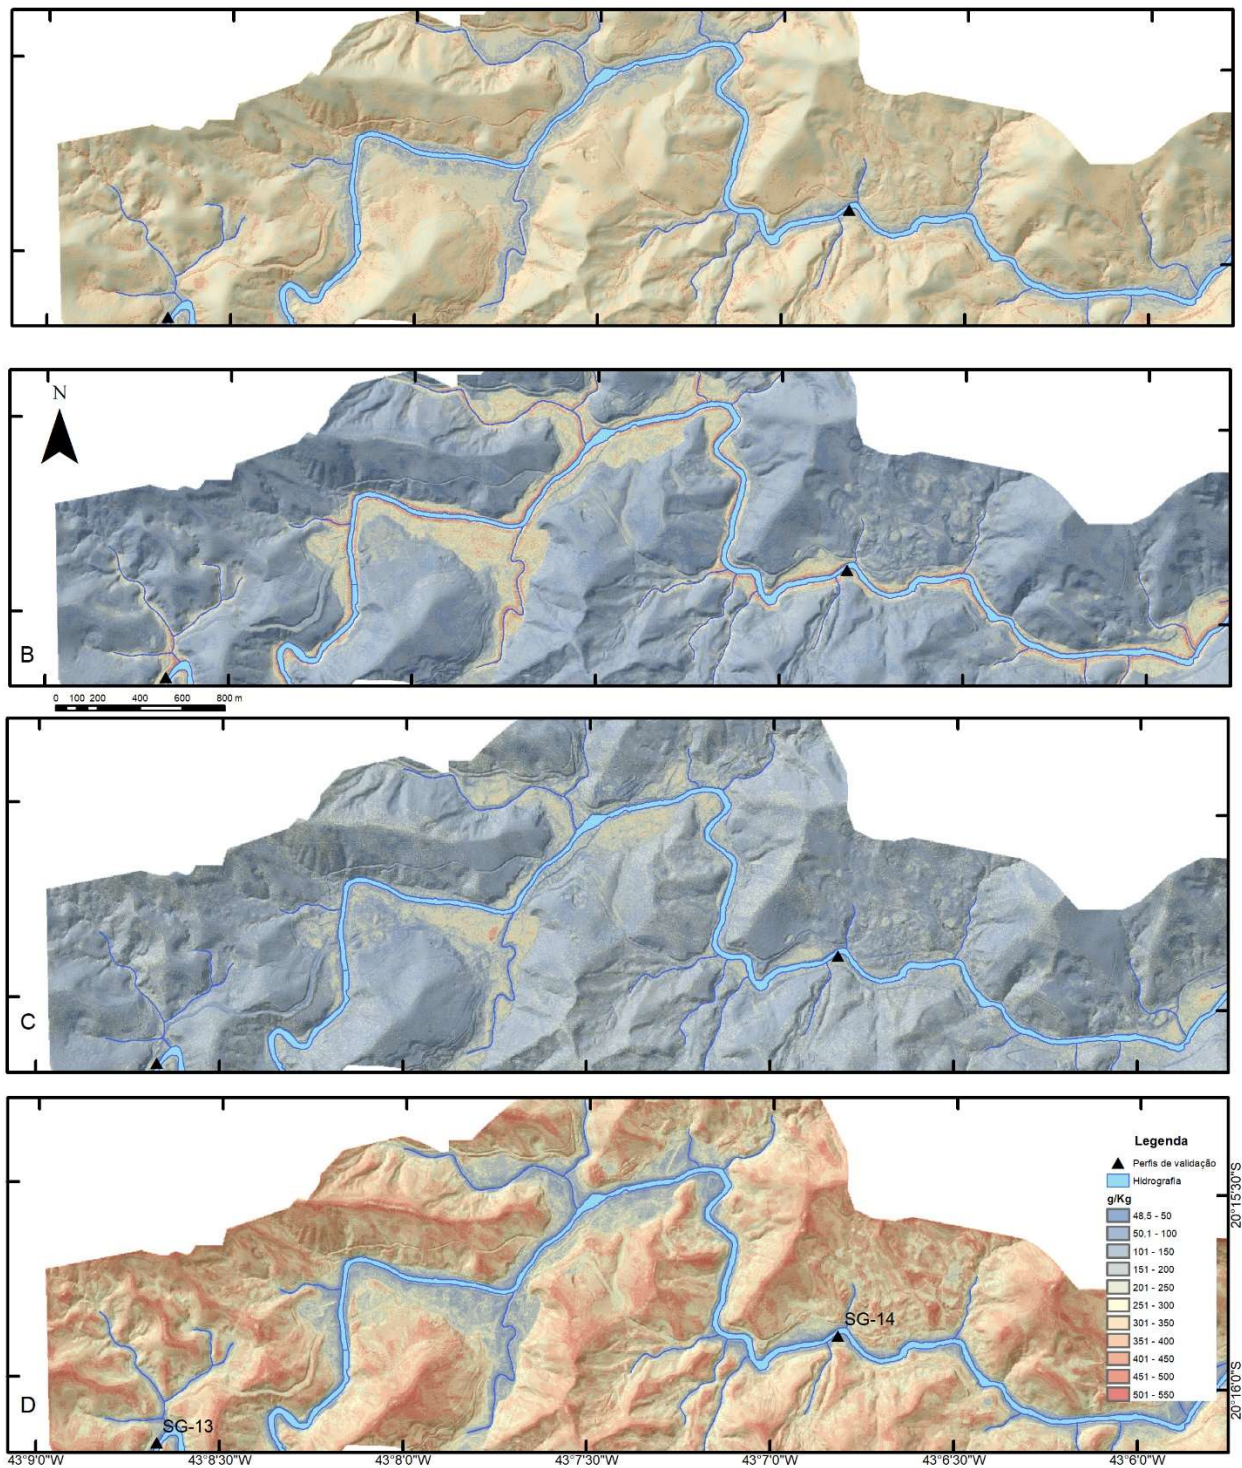 N
B
0 100 200 400 600 800 m
C
Legenda
Perfis de validação
Hidrografia
g/Kg
48,5 - 50
50,1 - 100
101 - 150
151 - 200
201 - 250
251 - 300
301 - 350
351 - 400
401 - 450
451 - 500
501 - 550
20°15'30"S
SG-14
20°16'0"S
D
SG-13
43°9'0"W 43°8'30"W 43°8'0"W 43°7'30"W 43°7'0"W 43°6'30"W 43°6'0"W